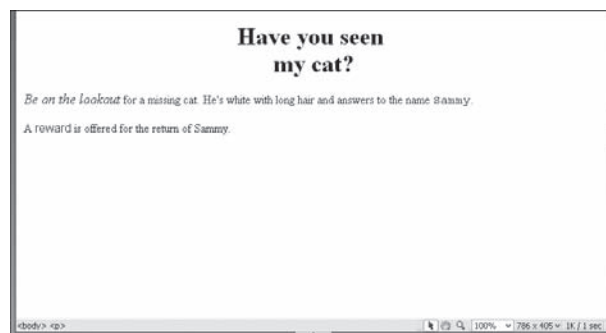 Have you seen
my cat?
Be on the lookout for a missing cat. He's white with long hair and answers to the name Sammy.
A reward is offered for the return of Sammy.
<body> <p> 100% 786 x 405 1K / 1 sec